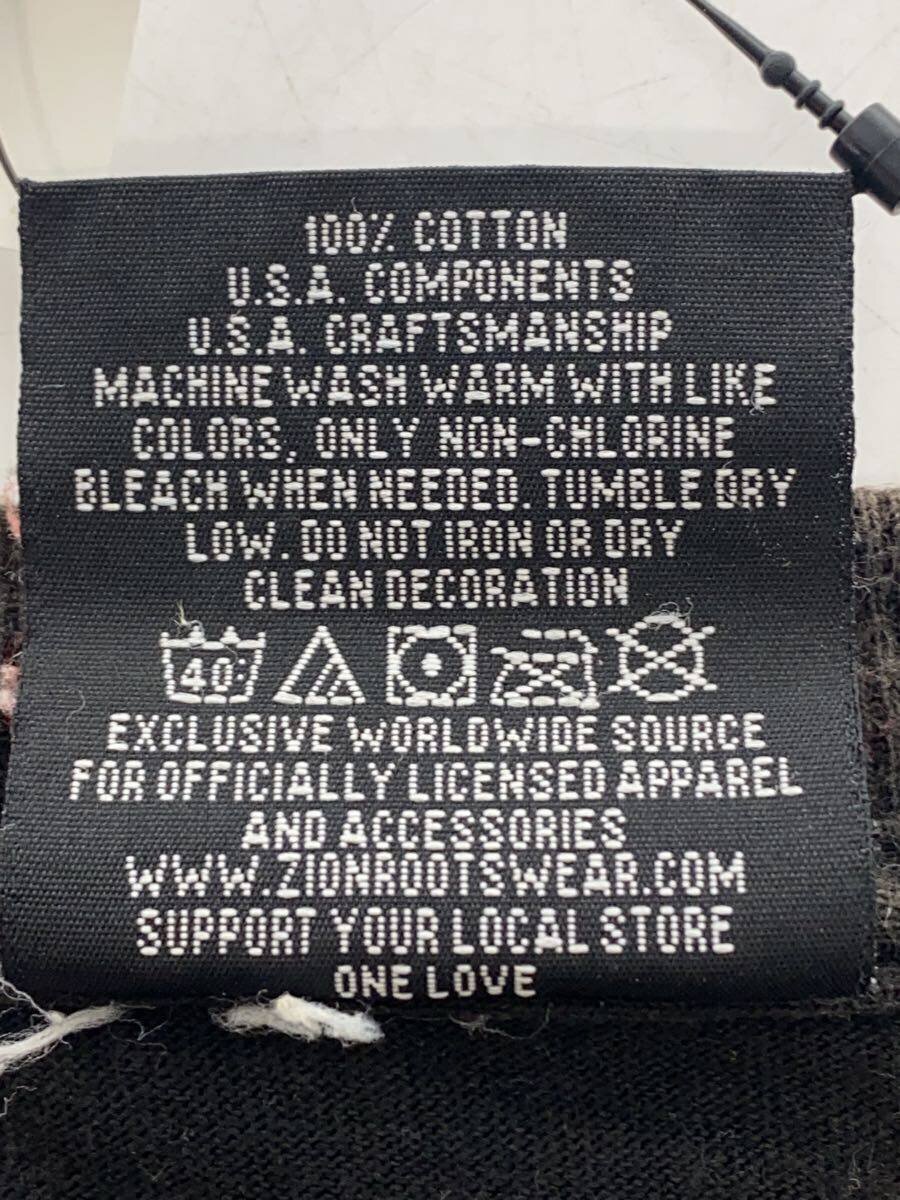 100% COTTON
U.S.A. COMPONENTS
U.S.A. CRAFTSMANSHIP
MACHINE WASH WARM WITH LIKE
COLORS, ONLY NON-CHLORINE
BLEACH WHEN NEEDED. TUMBLE DRY
LOW. DO NOT IRON OR DRY
CLEAN DECORATION
40°
EXCLUSIVE WORLDWIDE SOURCE
FOR OFFICIALLY LICENSED APPAREL
AND ACCESSORIES
WWW.ZIONROOTSWEAR.COM
SUPPORT YOUR LOCAL STORE
ONE LOVE